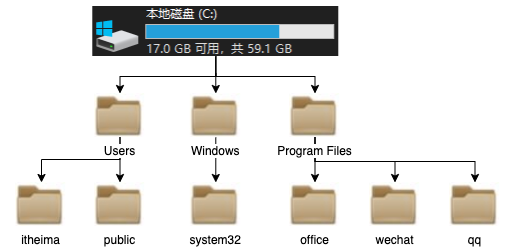 本地磁盘 (C:)
17.0 GB 可用，共 59.1 GB
Users
Windows
Program Files
itheima
public
system32
office
wechat
qq